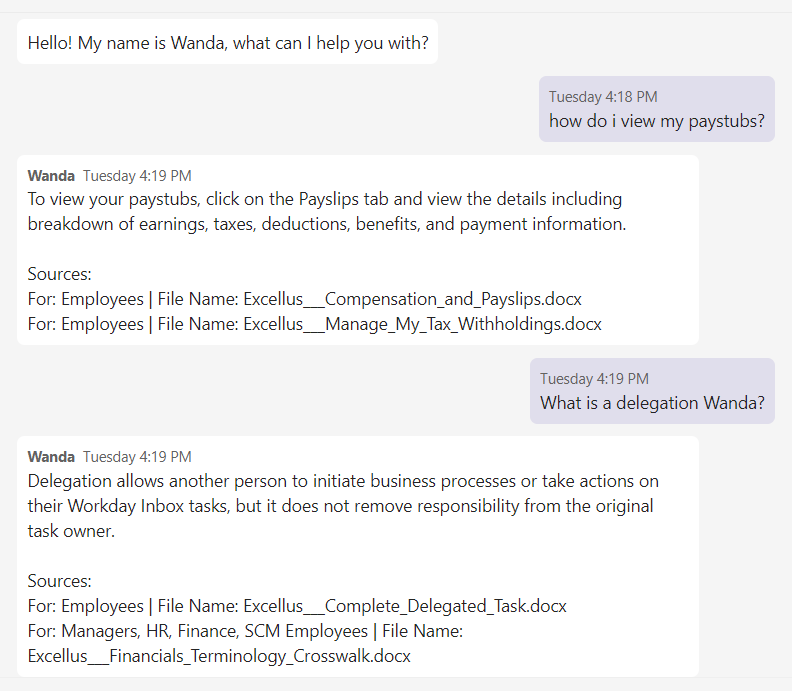 Hello! My name is Wanda, what can I help you with?
Tuesday 4:18 PM
how do i view my paystubs?
Wanda Tuesday 4:19 PM
To view your paystubs, click on the Payslips tab and view the details including
breakdown of earnings, taxes, deductions, benefits, and payment information.
Sources:
For: Employees | File Name: Excellus___Compensation_and_Payslips.docx
For: Employees | File Name: Excellus___Manage_My_Tax_Withholdings.docx
Tuesday 4:19 PM
What is a delegation Wanda?
Wanda Tuesday 4:19 PM
Delegation allows another person to initiate business processes or take actions on
their Workday Inbox tasks, but it does not remove responsibility from the original
task owner.
Sources:
For: Employees | File Name: Excellus___Complete_Delegated_Task.docx
For: Managers, HR, Finance, SCM Employees | File Name:
Excellus___Financials_Terminology_Crosswalk.docx